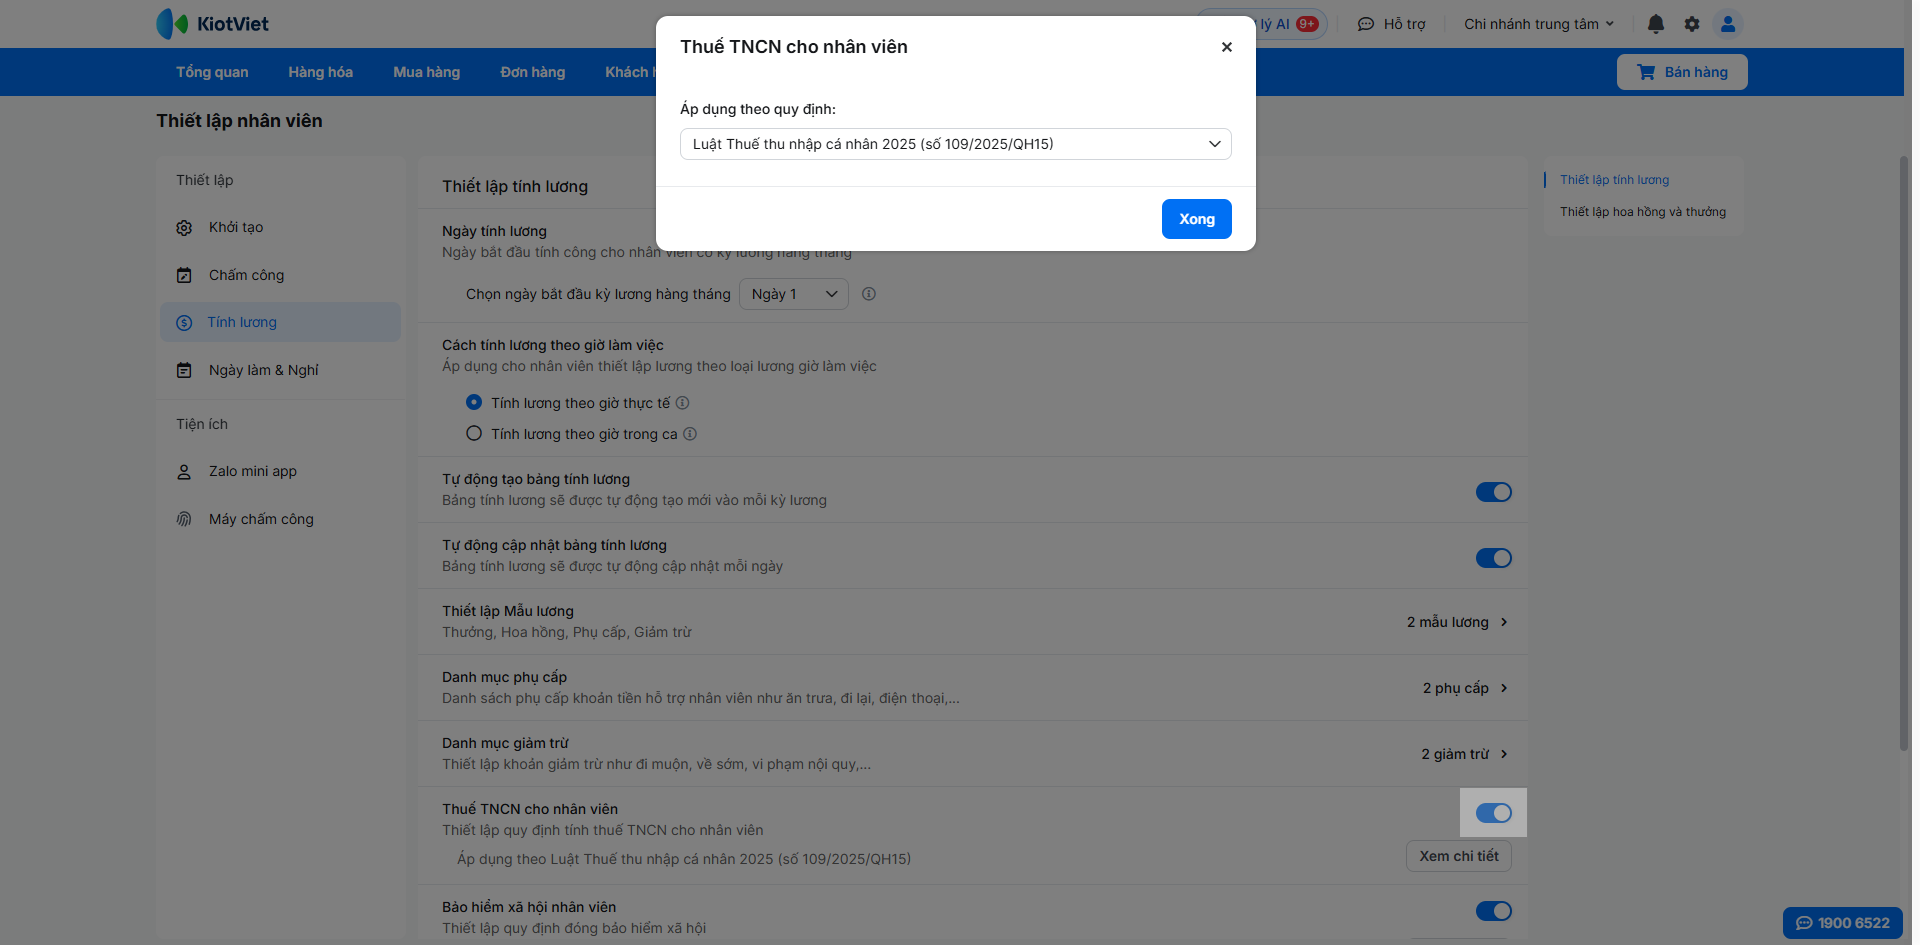 KiotViet
lý AI 9+
Hỗ trợ
Chi nhánh trung tâm
Tổng quan
Hàng hóa
Mua hàng
Đơn hàng
Khách
Bán hàng
Thuế TNCN cho nhân viên
Áp dụng theo quy định:
Luật Thuế thu nhập cá nhân 2025 (số 109/2025/QH15)
Xong
Thiết lập nhân viên
Thiết lập
Khởi tạo
Chấm công
Tính lương
Ngày làm & Nghỉ
Tiện ích
Zalo mini app
Máy chấm công
Thiết lập tính lương
Ngày tính lương
Ngày bắt đầu tính công cho nhân viên có kỳ lương hàng tháng
Chọn ngày bắt đầu kỳ lương hàng tháng
Ngày 1
Cách tính lương theo giờ làm việc
Áp dụng cho nhân viên thiết lập lương theo loại lương giờ làm việc
Tính lương theo giờ thực tế
Tính lương theo giờ trong ca
Tự động tạo bảng tính lương
Bảng tính lương sẽ được tự động tạo mới vào mỗi kỳ lương
Tự động cập nhật bảng tính lương
Bảng tính lương sẽ được tự động cập nhật mỗi ngày
Thiết lập Mẫu lương
Thưởng, Hoa hồng, Phụ cấp, Giảm trừ
2 mẫu lương
Danh mục phụ cấp
Danh sách phụ cấp khoản tiền hỗ trợ nhân viên như ăn trưa, đi lại, điện thoại,...
2 phụ cấp
Danh mục giảm trừ
Thiết lập khoản giảm trừ như đi muộn, về sớm, vi phạm nội quy,...
2 giảm trừ
Thuế TNCN cho nhân viên
Thiết lập quy định tính thuế TNCN cho nhân viên
Áp dụng theo Luật Thuế thu nhập cá nhân 2025 (số 109/2025/QH15)
Xem chi tiết
Bảo hiểm xã hội nhân viên
Thiết lập quy định đóng bảo hiểm xã hội
Thiết lập tính lương
Thiết lập hoa hồng và thưởng
1900 6522